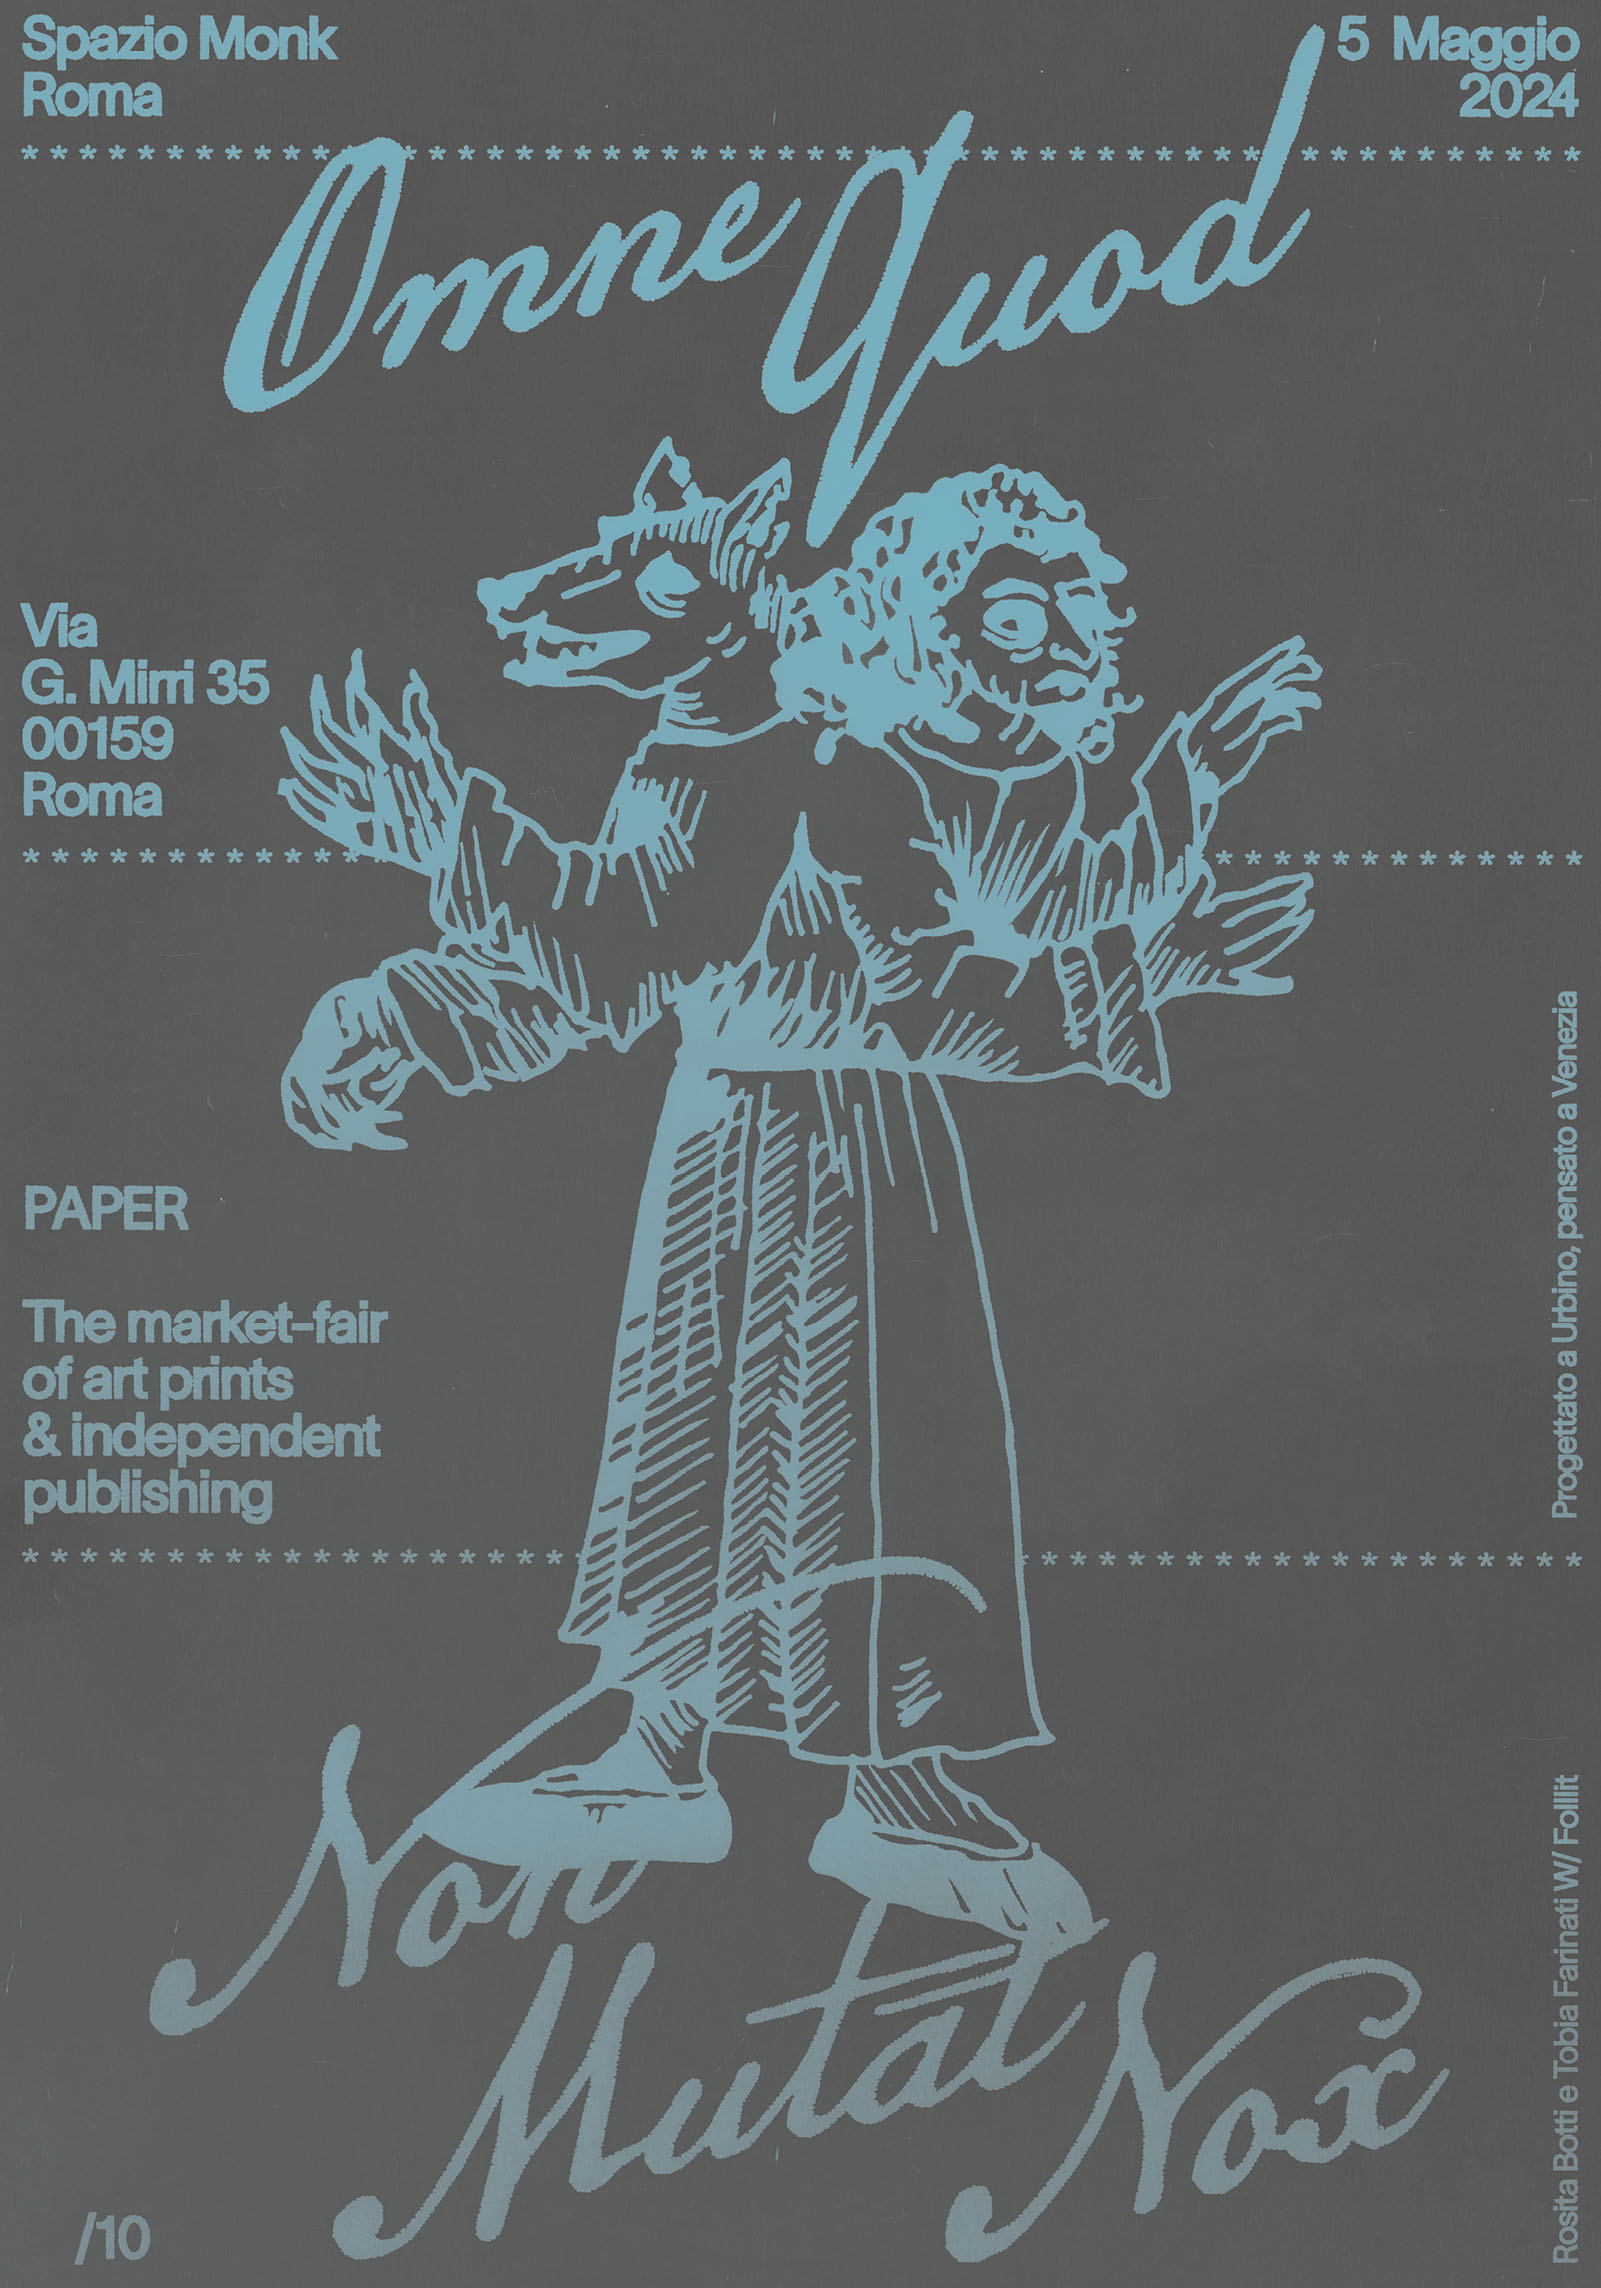 Spazio Monk
Roma
5 Maggio
2024
Omne Quod
Via
G. Mirri 35
00159
Roma
PAPER
The market-fair
of art prints
& independent
publishing
Progettato a Urbino, pensato a Venezia
Non
Mutat
Nox
Rosita Botti e Tobia Farinati W/ Folllit
/10